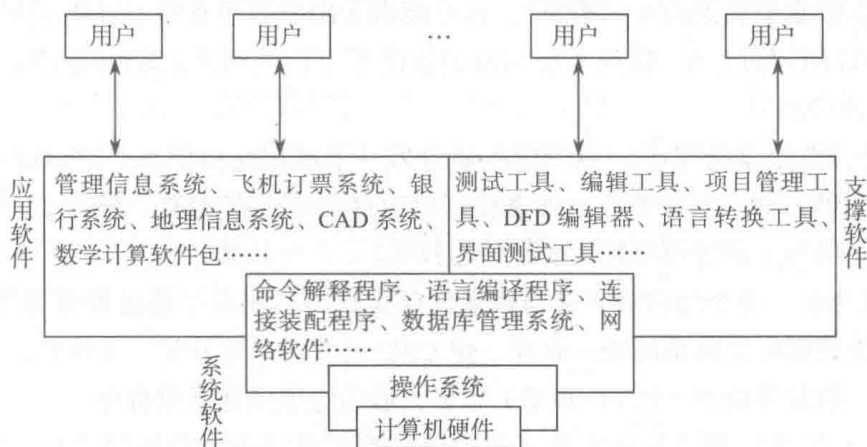 用户
用户
…
用户
用户
应用软件
管理信息系统、飞机订票系统、银
行系统、地理信息系统、CAD 系统、
数学计算软件包……
测试工具、编辑工具、项目管理工
具、DFD 编辑器、语言转换工具、
界面测试工具……
支撑软件
命令解释程序、语言编译程序、连
接装配程序、数据库管理系统、网
络软件……
系统软件
操作系统
计算机硬件